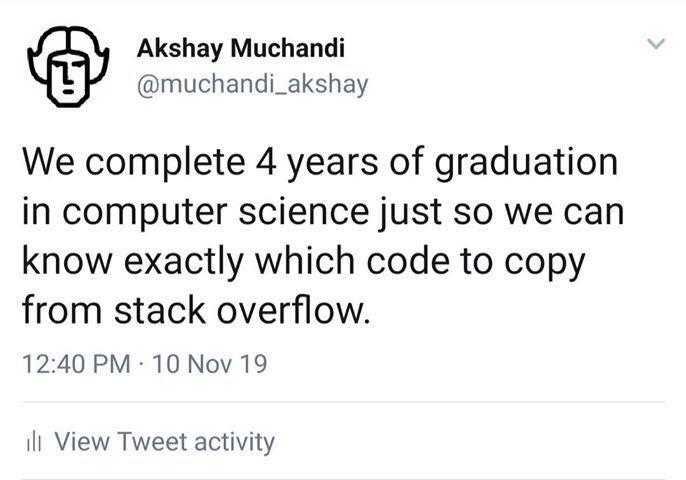 Akshay Muchandi
@muchandi_akshay
We complete 4 years of graduation
in computer science just so we can
know exactly which code to copy
from stack overflow.
12:40 PM · 10 Nov 19
View Tweet activity